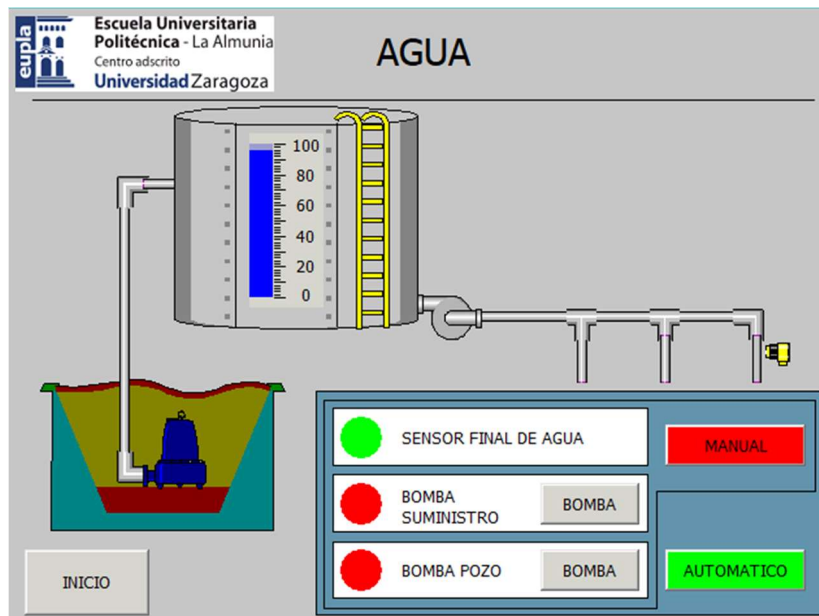 eupla
Escuela Universitaria
Politécnica - La Almunia
Centro adscrito
Universidad Zaragoza
AGUA
100
80
60
40
20
0
SENSOR FINAL DE AGUA
MANUAL
BOMBA
SUMINISTRO
BOMBA
BOMBA POZO
BOMBA
AUTOMATICO
INICIO